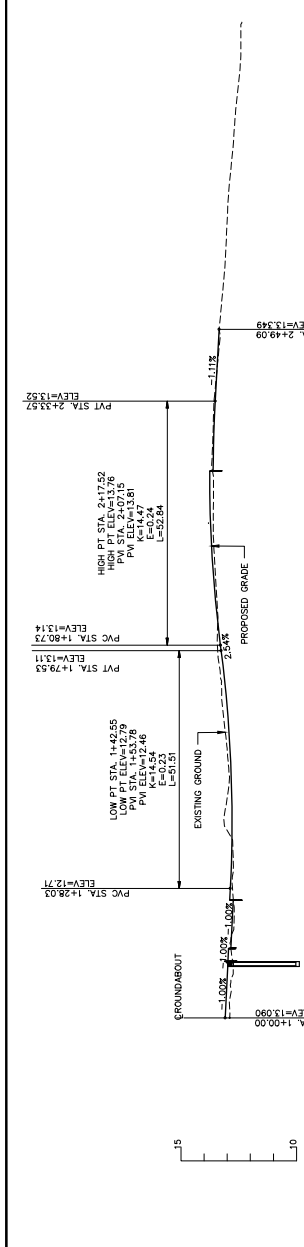 PVT STA. 2+33.57
ELEV=13.52
2+49.09
EV=13.349
-1.11%
HIGH PT STA. 2+17.52
HIGH PT ELEV=13.76
PVI STA. 2+07.15
PVI ELEV=13.81
K=14.47
E=0.24
L=52.84
PROPOSED GRADE
PVC STA. 1+80.73
ELEV=13.14
PVT STA. 1+79.53
ELEV=13.11
2.54%
LOW PT STA. 1+42.55
LOW PT ELEV=12.79
PVI STA. 1+53.78
PVI ELEV=12.46
K=14.54
E=0.23
L=51.51
EXISTING GROUND
PVC STA. 1+28.03
ELEV=12.71
-1.00%
-1.00%
-1.00%
ROUNDABOUT
A. 1+00.00
EV=13.090
15
10